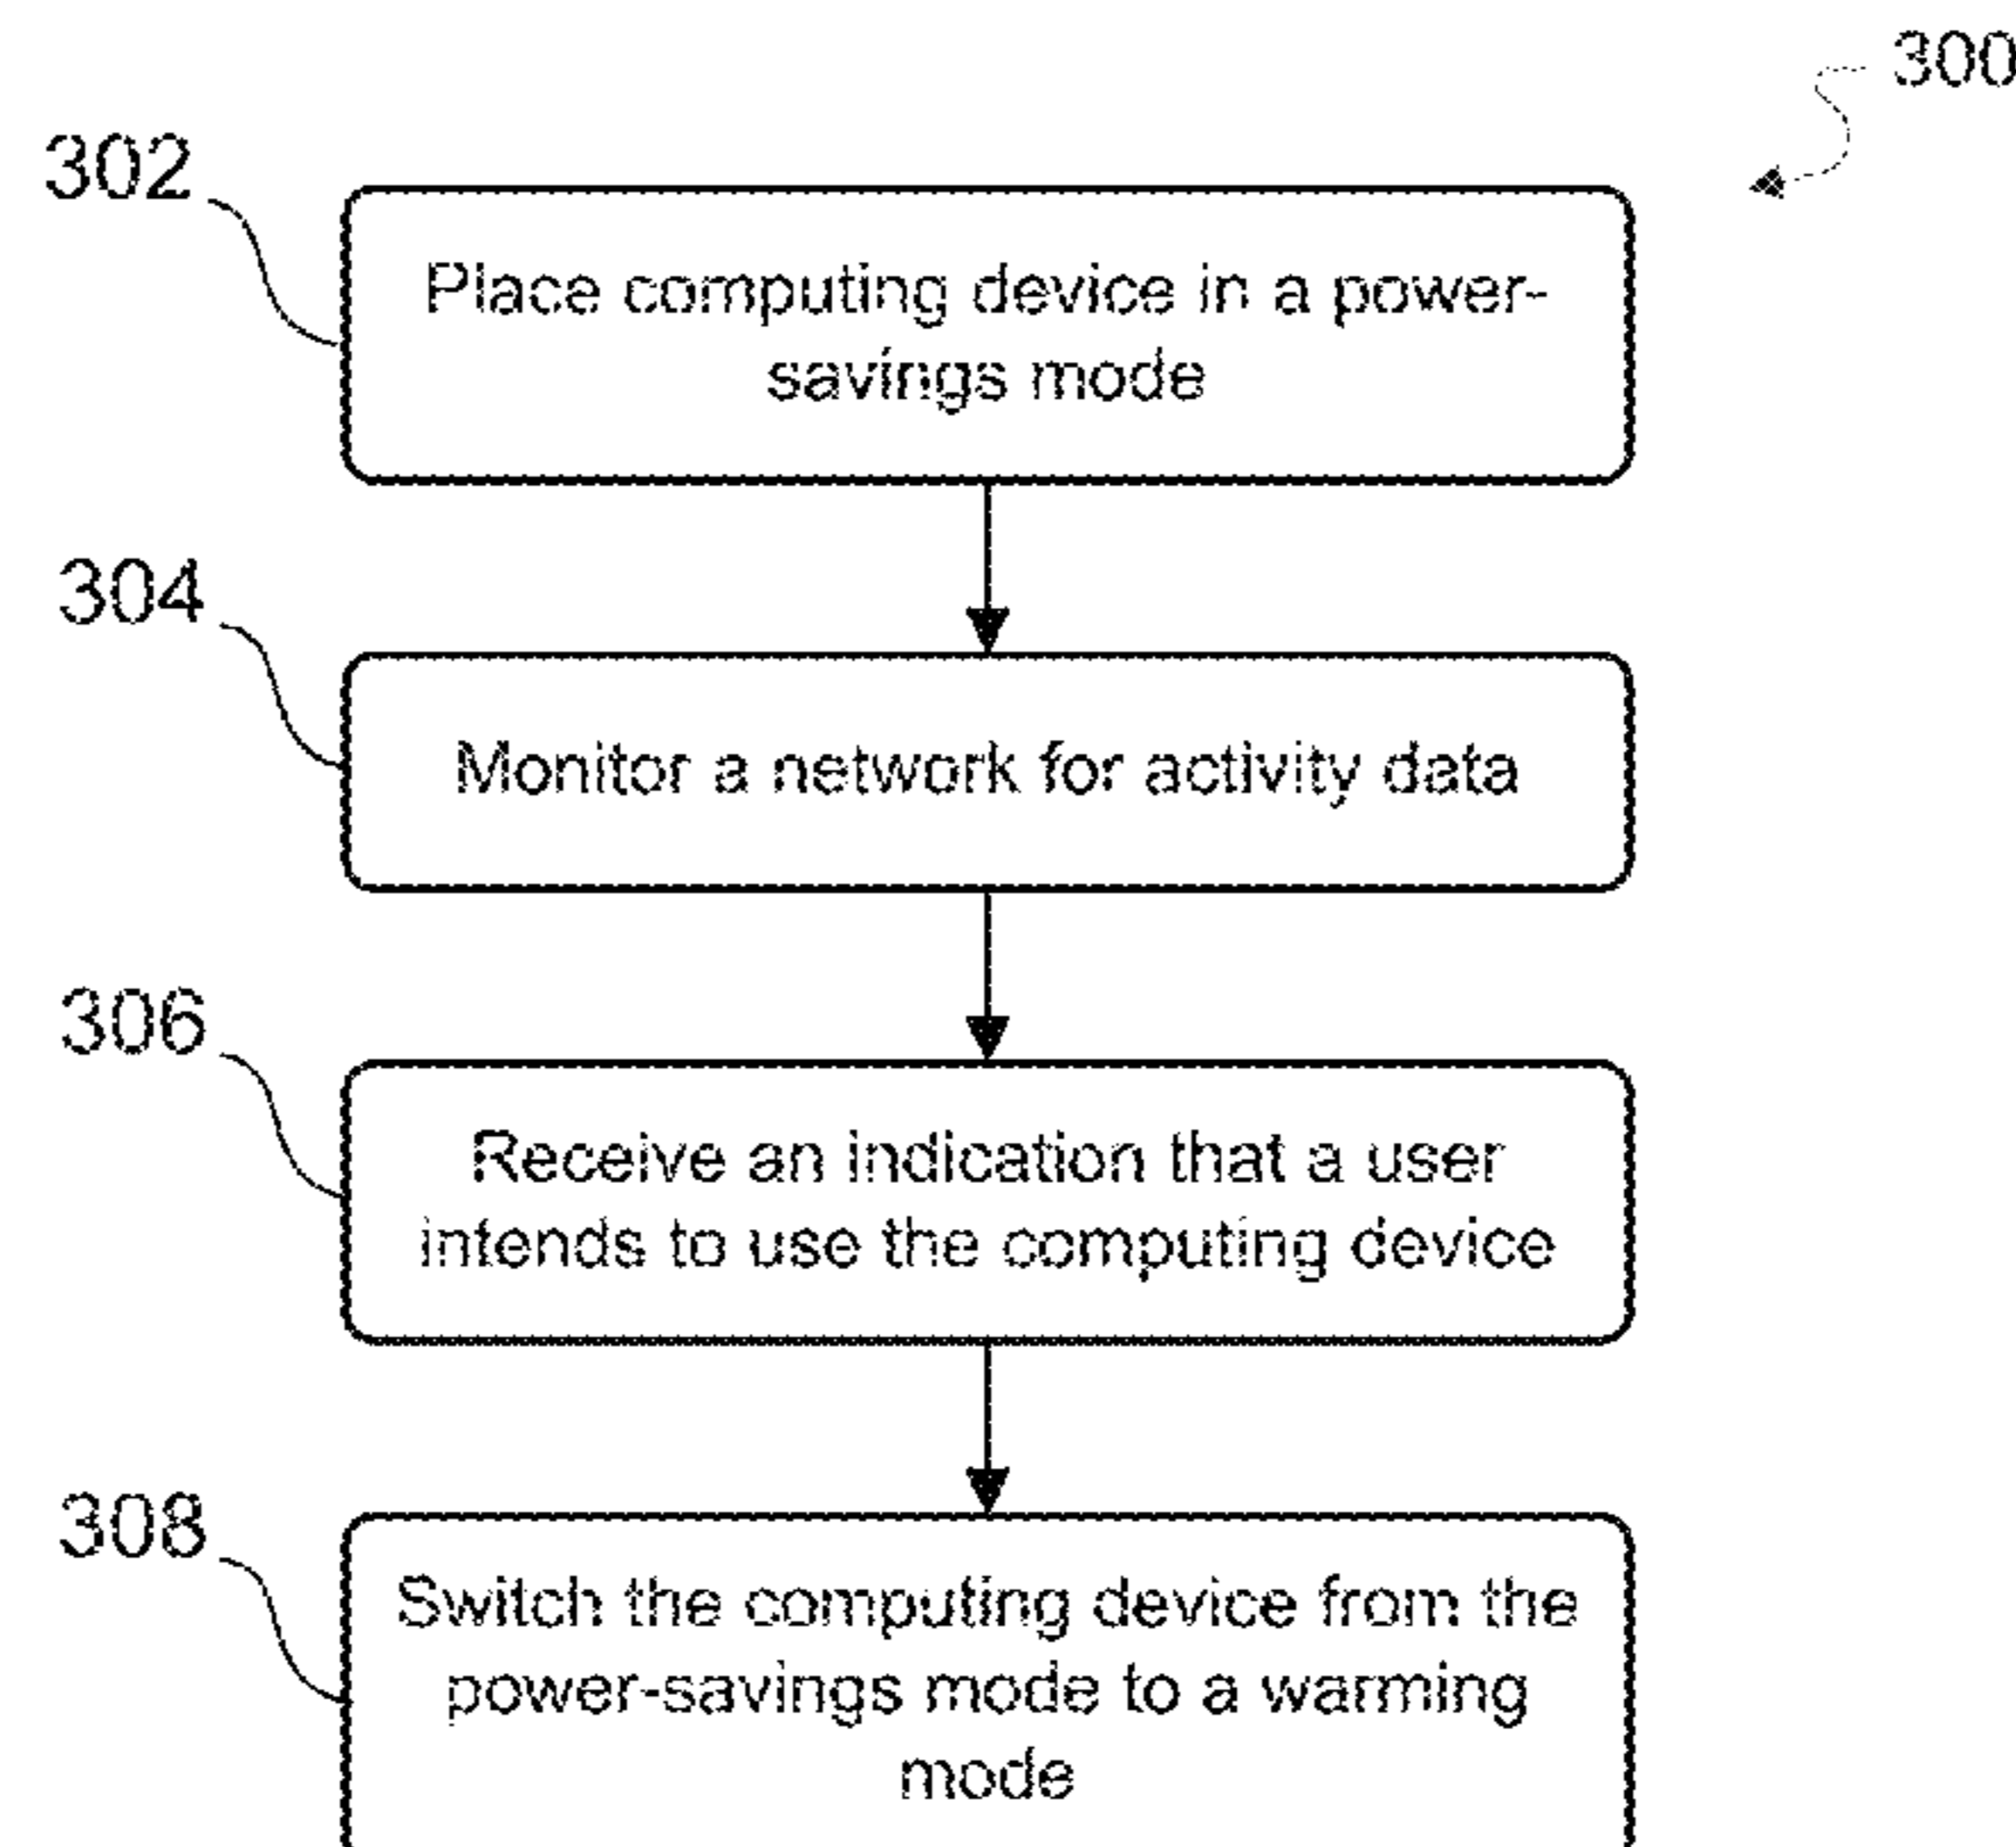 300
302
Place computing device in a power-
savings mode
304
Monitor a network for activity data
306
Receive an indication that a user
intends to use the computing device
308
Switch the computing device from the
power-savings mode to a warming
mode